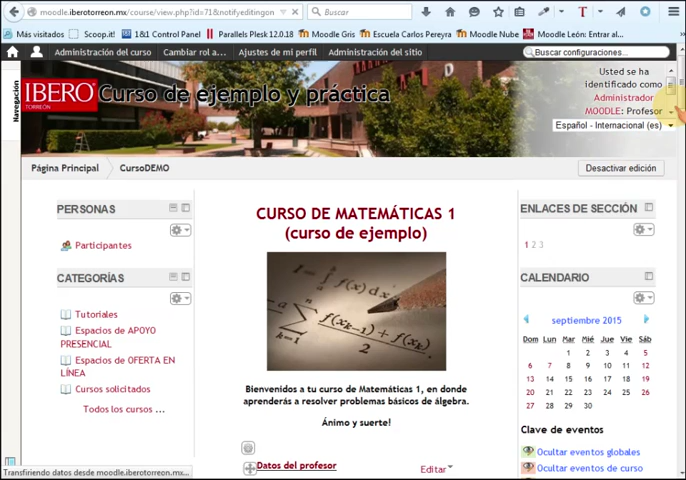 moodle.iberotorreon.mx/course/view.php?id=71&notifyeditingon
Buscar
Más visitados Scoop.it! 1&1 Control Panel Parallels Plesk 12.0.18 Moodle Gris Escuela Carlos Pereyra Moodle Nube Moodle León: Entrar al...
Administración del curso Cambiar rol a... Ajustes de mi perfil Administración del sitio Buscar configuraciones...
Navegación
IBERO
TORREÓN
Curso de ejemplo y práctica
Usted se ha
identificado como
Administrador
MOODLE: Profesor
Español - Internacional (es)
Página Principal CursoDEMO Desactivar edición
PERSONAS
Participantes
CATEGORÍAS
Tutoriales
Espacios de APOYO
PRESENCIAL
Espacios de OFERTA EN
LÍNEA
Cursos solicitados
Todos los cursos ...
CURSO DE MATEMÁTICAS 1
(curso de ejemplo)
Bienvenidos a tu curso de Matemáticas 1, en donde
aprenderás a resolver problemas básicos de álgebra.
Ánimo y suerte!
Datos del profesor Editar
ENLACES DE SECCIÓN
1 2 3
CALENDARIO
septiembre 2015
Dom Lun Mar Mié Jue Vie Sáb
1 2 3 4 5
6 7 8 9 10 11 12
13 14 15 16 17 18 19
20 21 22 23 24 25 26
27 28 29 30
Clave de eventos
Ocultar eventos globales
Ocultar eventos de curso
Transfiriendo datos desde moodle.iberotorreon.mx...